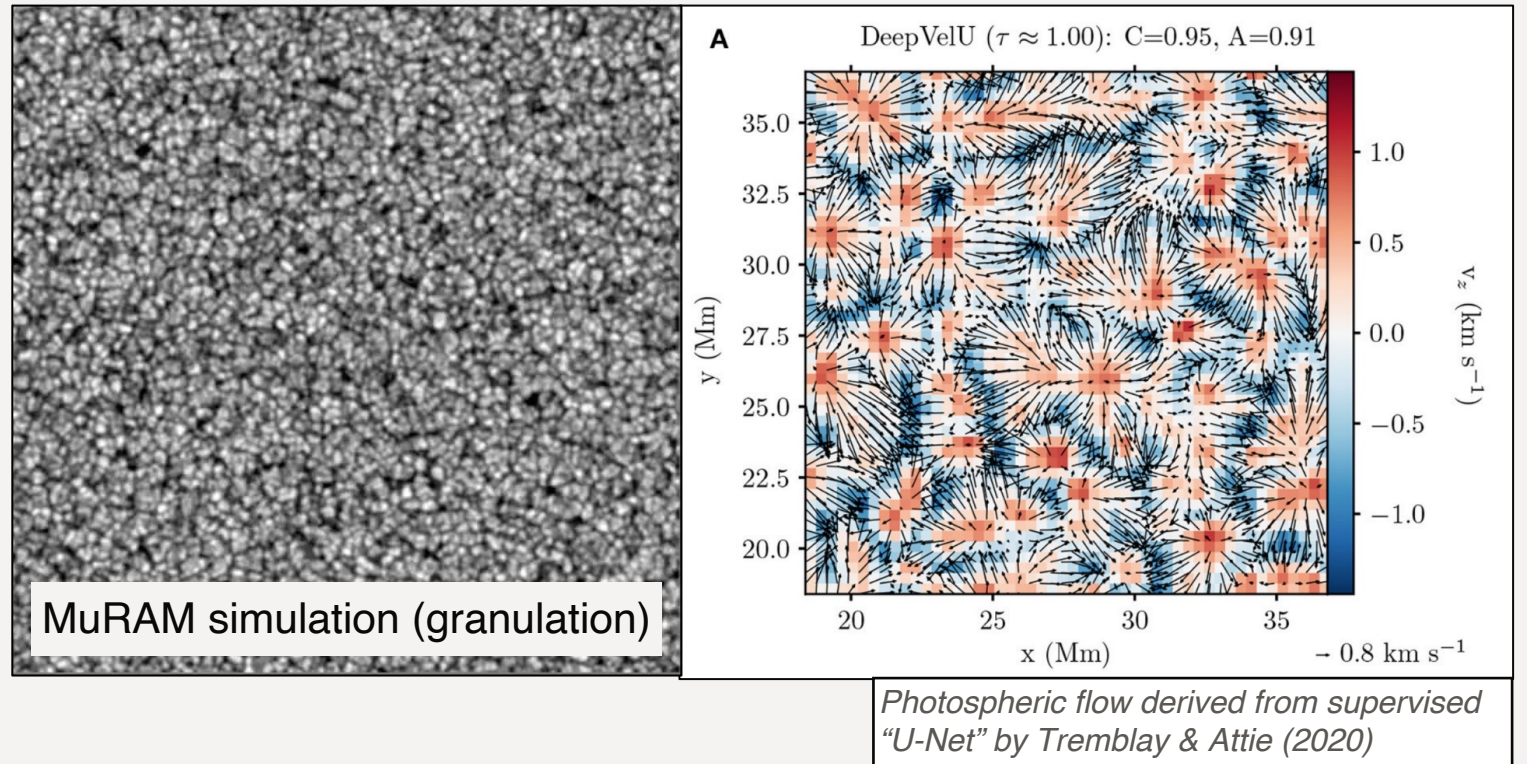 MuRAM simulation (granulation)
A
DeepVelU (τ ≈ 1.00): C=0.95, A=0.91
35.0
32.5
30.0
27.5
25.0
22.5
20.0
y (Mm)
20 25 30 35
x (Mm)
1.0
0.5
0.0
−0.5
−1.0
v_z (km s⁻¹)
→ 0.8 km s⁻¹
Photospheric flow derived from supervised
“U-Net” by Tremblay & Attie (2020)